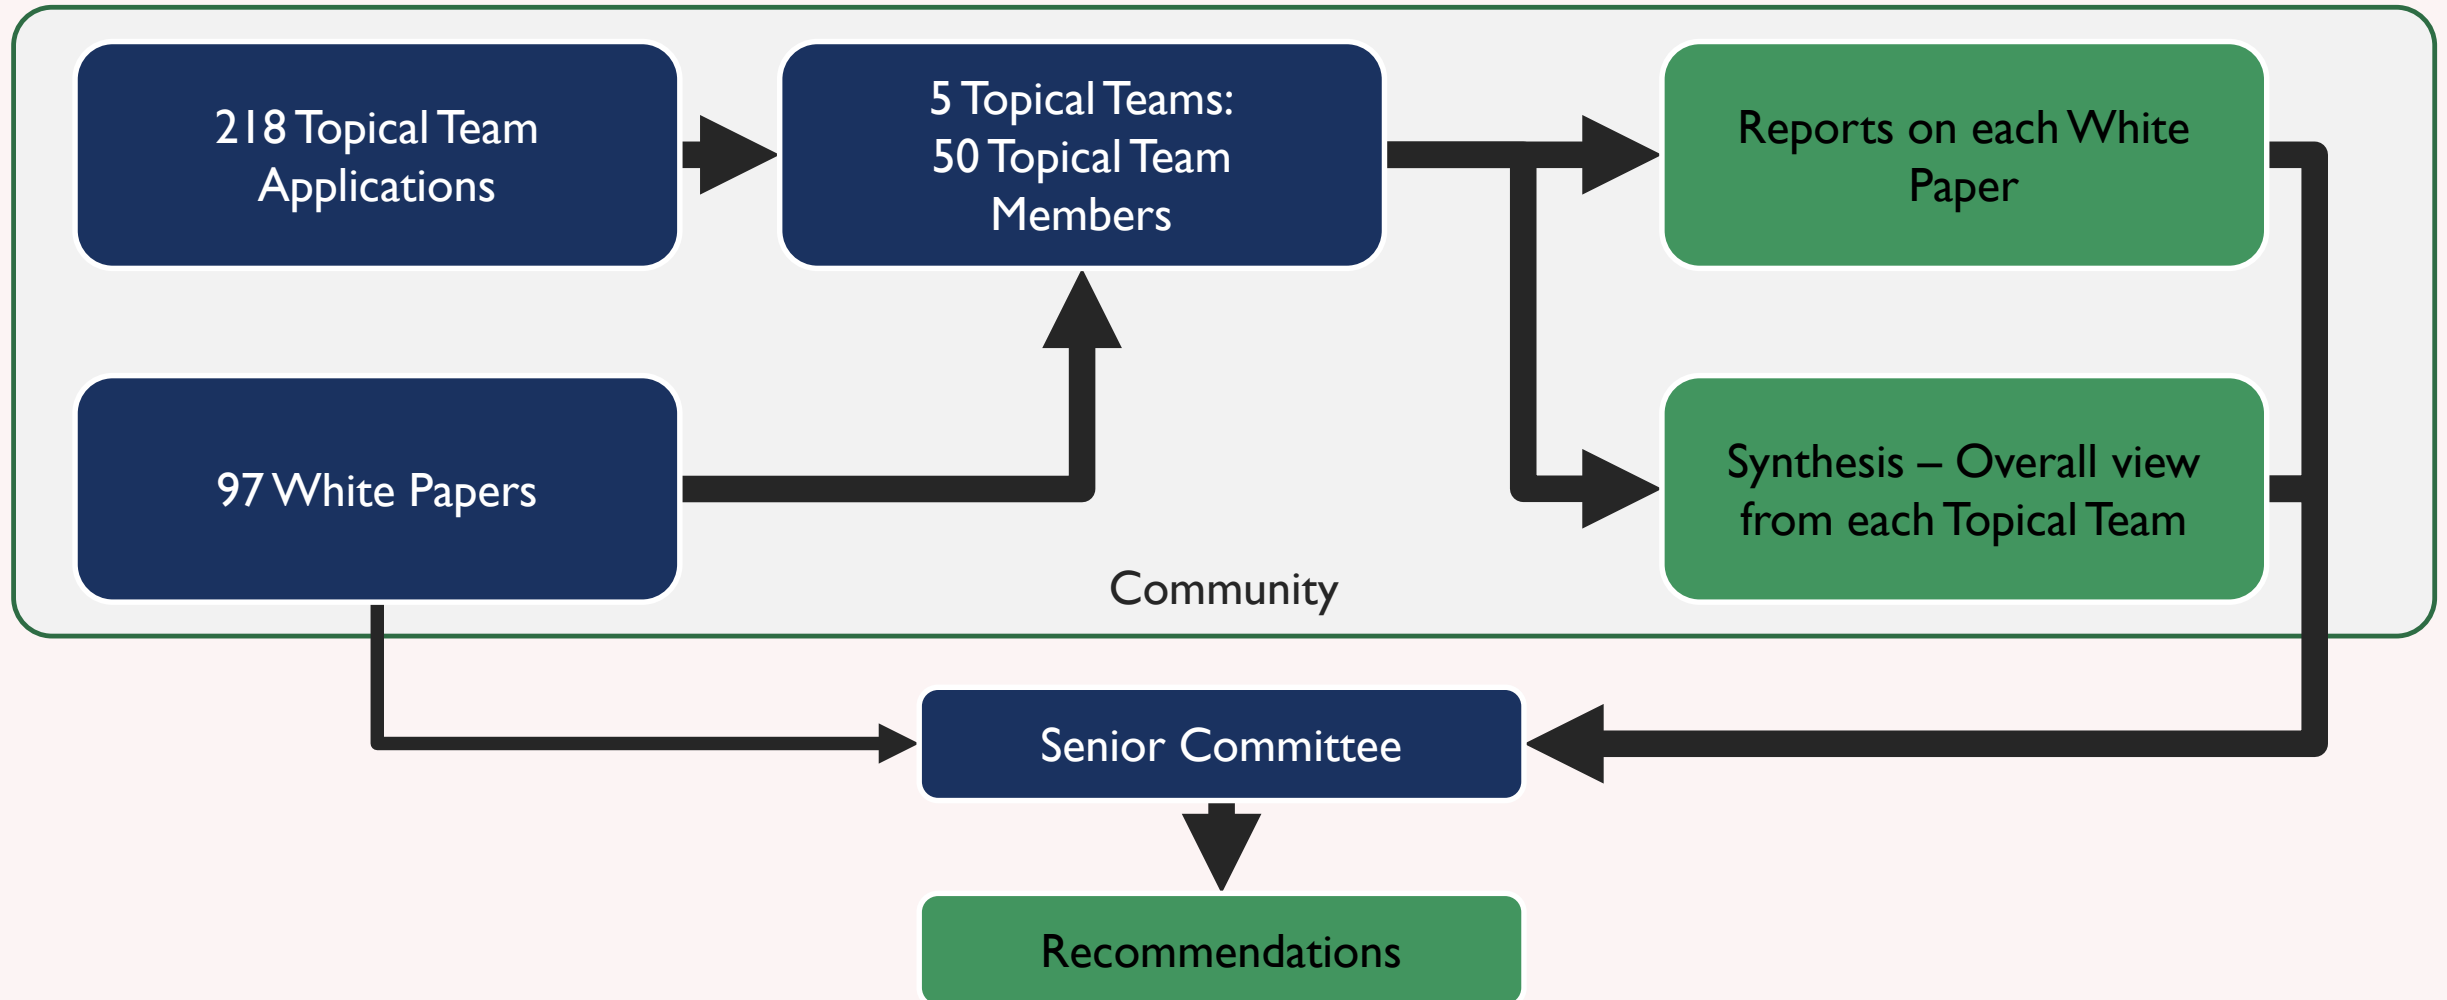 218 Topical Team
Applications
5 Topical Teams:
50 Topical Team
Members
Reports on each White
Paper
97 White Papers
Synthesis – Overall view
from each Topical Team
Community
Senior Committee
Recommendations